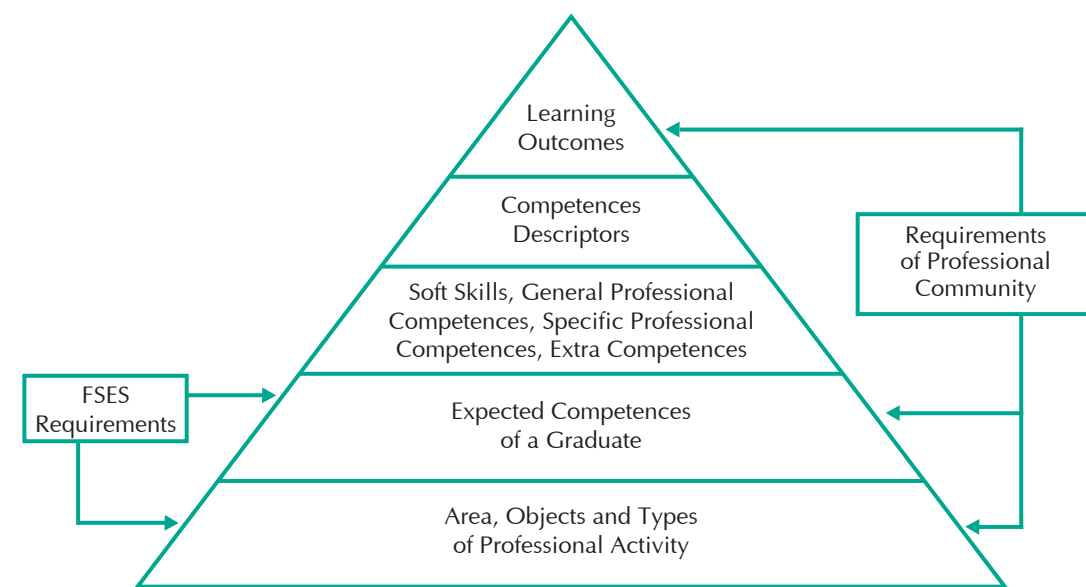 Learning
Outcomes
Competences
Descriptors
Requirements
of Professional
Community
Soft Skills, General Professional
Competences, Specific Professional
Competences, Extra Competences
FSES
Requirements
Expected Competences
of a Graduate
Area, Objects and Types
of Professional Activity